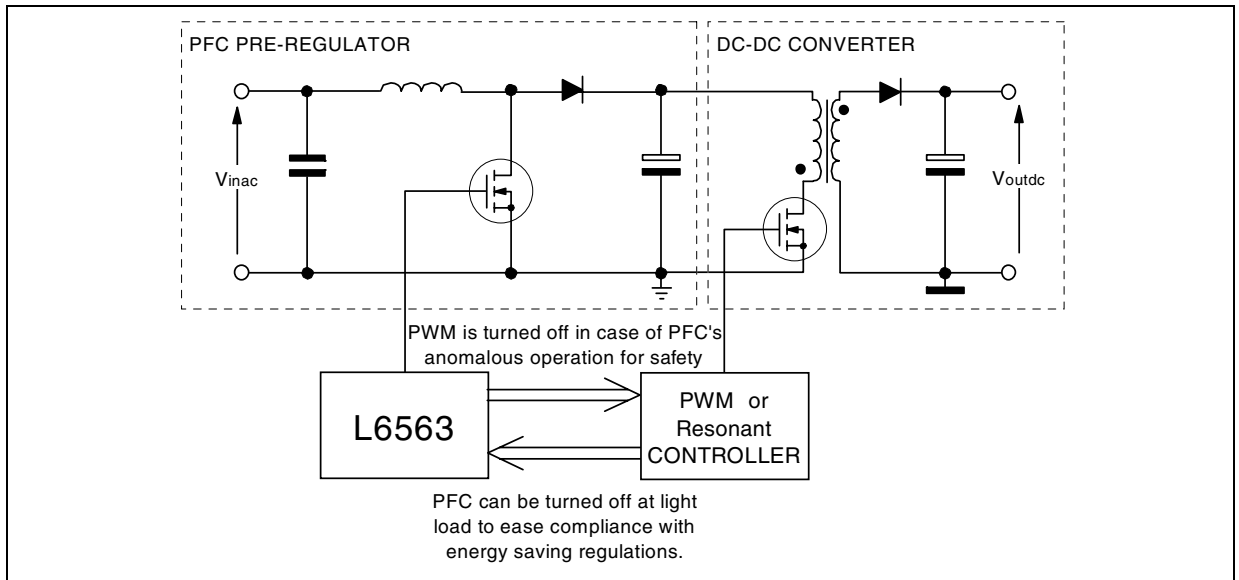 PFC PRE-REGULATOR
DC-DC CONVERTER
Vinac
Voutdc
PWM is turned off in case of PFC's
anomalous operation for safety
L6563
PWM or
Resonant
CONTROLLER
PFC can be turned off at light
load to ease compliance with
energy saving regulations.